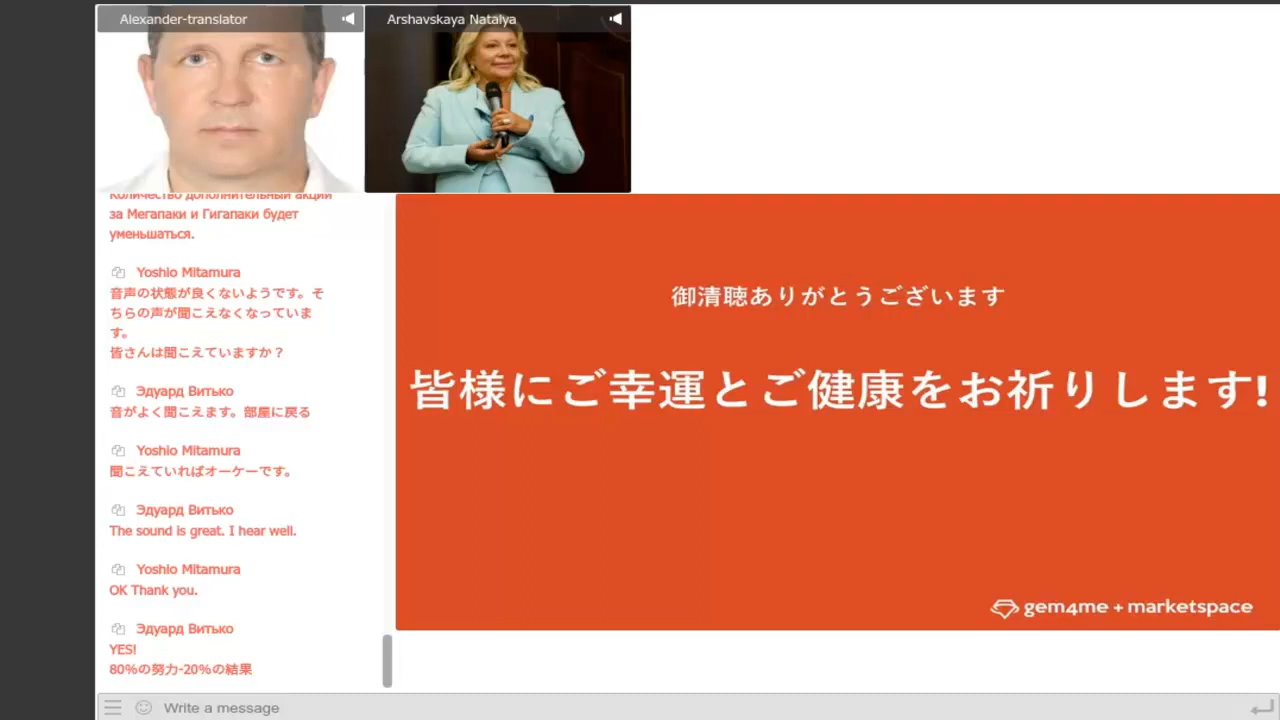 Alexander-translator
Arshavskaya Natalya
Количество дополнительный акций
за Мегапаки и Гигапаки будет
уменьшаться.
Yoshio Mitamura
音声の状態が良くないようです。そ
ちらの声が聞こえなくなっていま
す。
皆さんは聞こえていますか？
Эдуард Витько
音がよく聞こえます。部屋に戻る
Yoshio Mitamura
聞こえていればオーケーです。
Эдуард Витько
The sound is great. I hear well.
Yoshio Mitamura
OK Thank you.
Эдуард Витько
YES!
80%の努力-20%の結果
Write a message
御清聴ありがとうございます
皆様にご幸運とご健康をお祈りします!
gem4me + marketspace